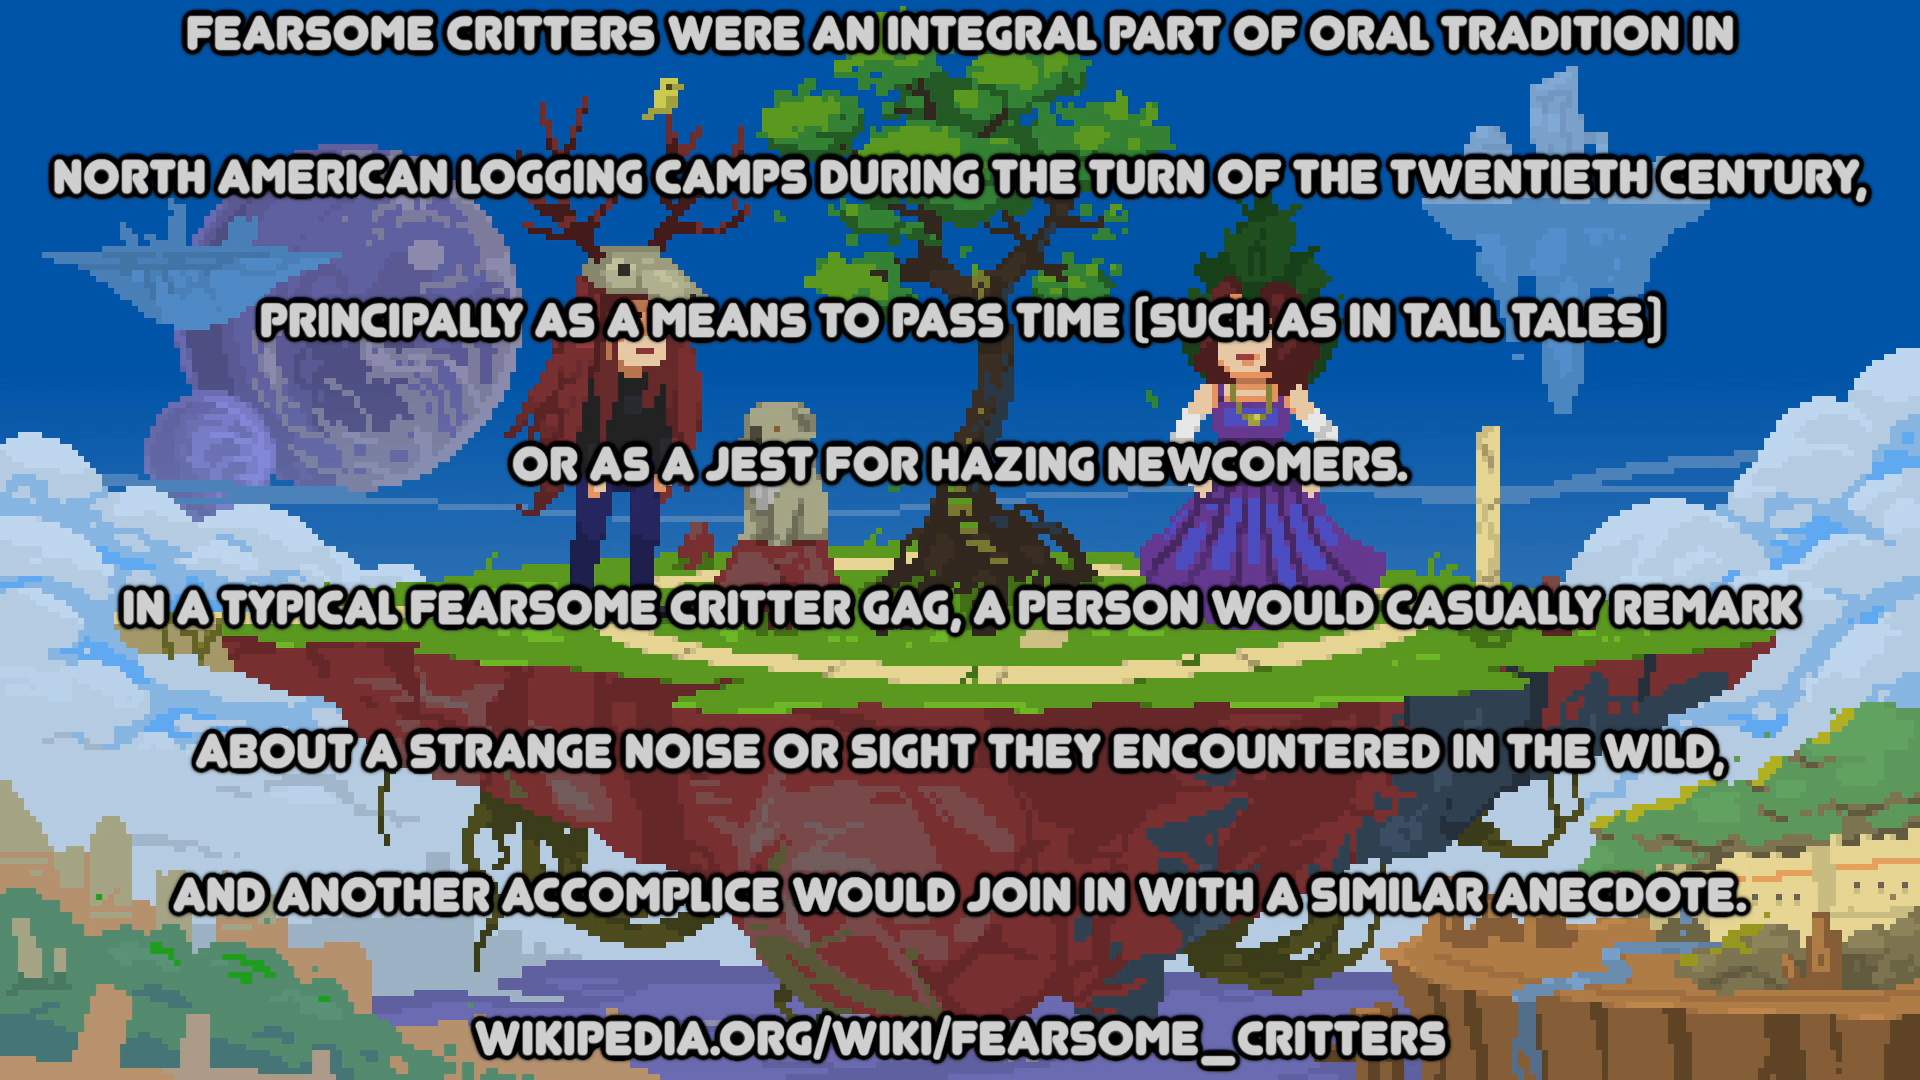 FEARSOME CRITTERS WERE AN INTEGRAL PART OF ORAL TRADITION IN
NORTH AMERICAN LOGGING CAMPS DURING THE TURN OF THE TWENTIETH CENTURY,
PRINCIPALLY AS A MEANS TO PASS TIME (SUCH AS IN TALL TALES)
OR AS A JEST FOR HAZING NEWCOMERS.
IN A TYPICAL FEARSOME CRITTER GAG, A PERSON WOULD CASUALLY REMARK
ABOUT A STRANGE NOISE OR SIGHT THEY ENCOUNTERED IN THE WILD,
AND ANOTHER ACCOMPLICE WOULD JOIN IN WITH A SIMILAR ANECDOTE.
WIKIPEDIA.ORG/WIKI/FEARSOME_CRITTERS